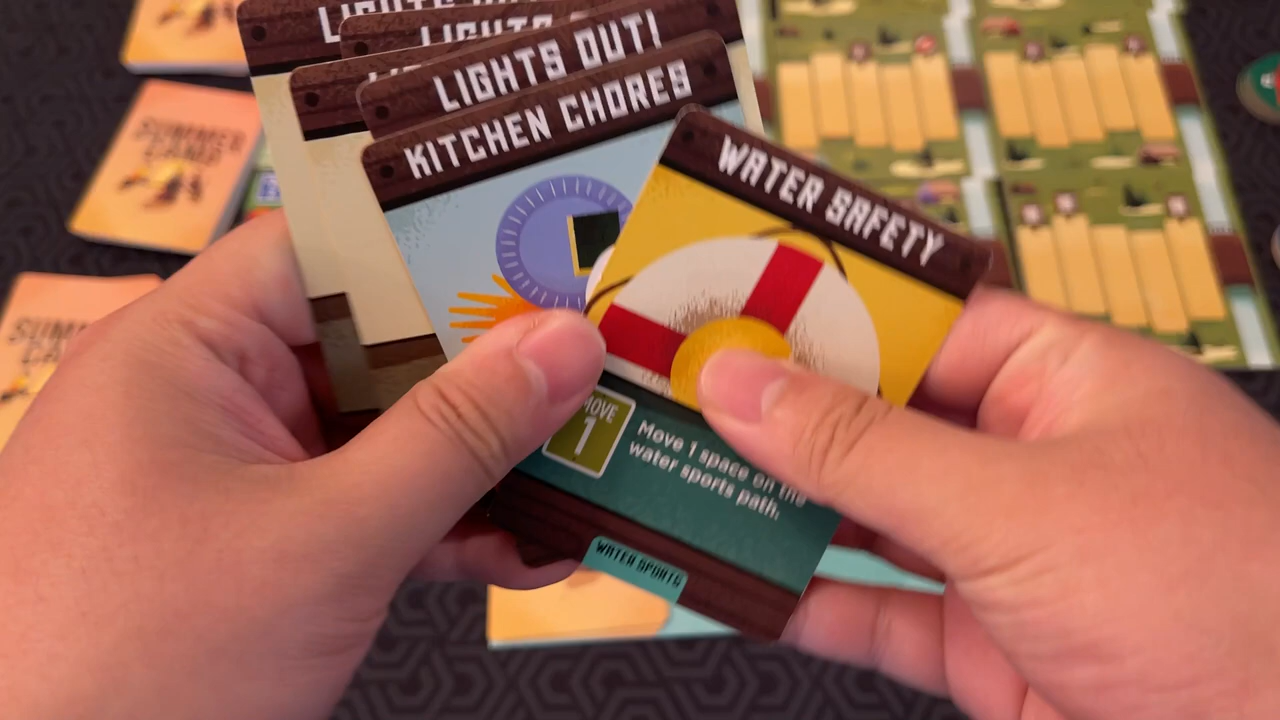 LIGHTS OUT!
KITCHEN CHORES
WATER SAFETY
MOVE
1
Move 1 space on the
water sports path.
WATER SPORTS
SUMMER
CAMP